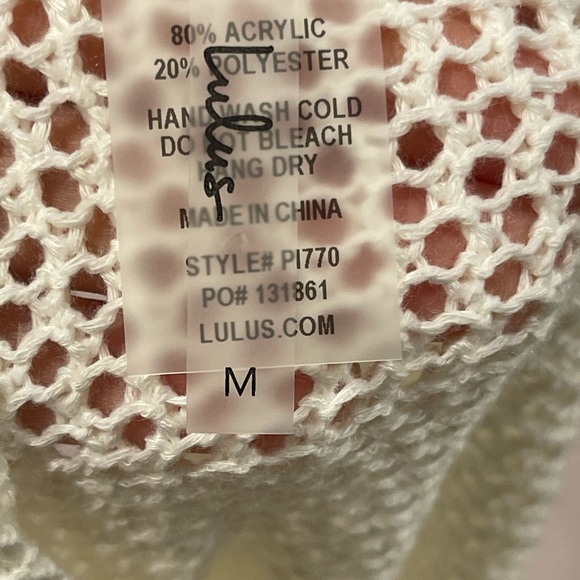 80% ACRYLIC
20% POLYESTER
HAND WASH COLD
DO NOT BLEACH
HANG DRY
MADE IN CHINA
STYLE# PI770
PO# 131861
LULUS.COM
Lulus
M